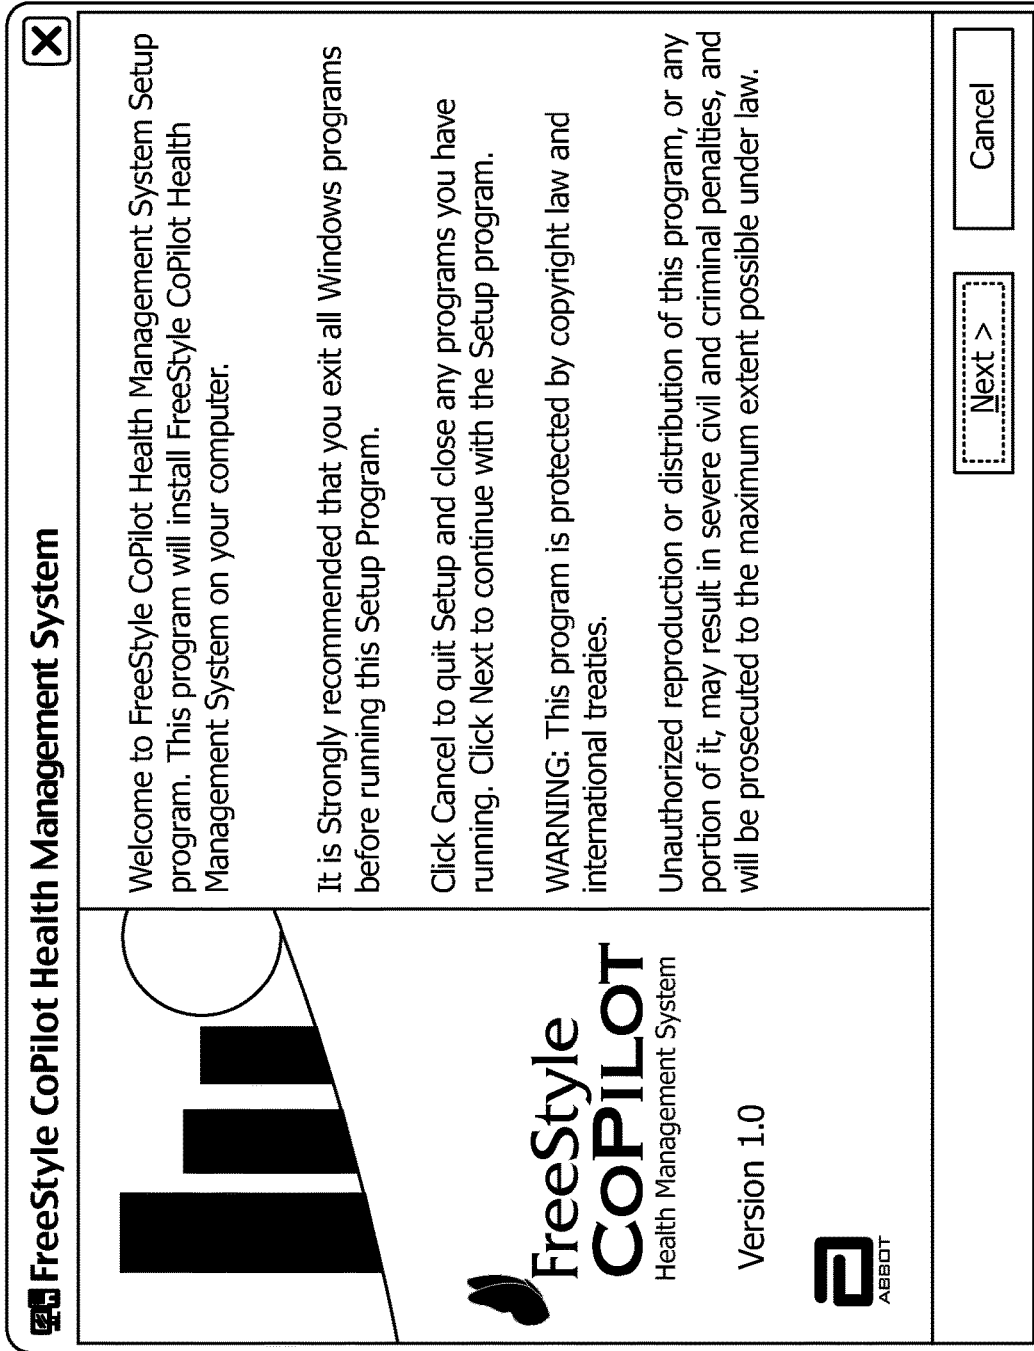 FreeStyle CoPilot Health Management System
FreeStyle
COPILOT
Health Management System
Version 1.0
ABBOT
Welcome to FreeStyle CoPilot Health Management System Setup
program. This program will install FreeStyle CoPilot Health
Management System on your computer.
It is Strongly recommended that you exit all Windows programs
before running this Setup Program.
Click Cancel to quit Setup and close any programs you have
running. Click Next to continue with the Setup program.
WARNING: This program is protected by copyright law and
international treaties.
Unauthorized reproduction or distribution of this program, or any
portion of it, may result in severe civil and criminal penalties, and
will be prosecuted to the maximum extent possible under law.
Next >
Cancel